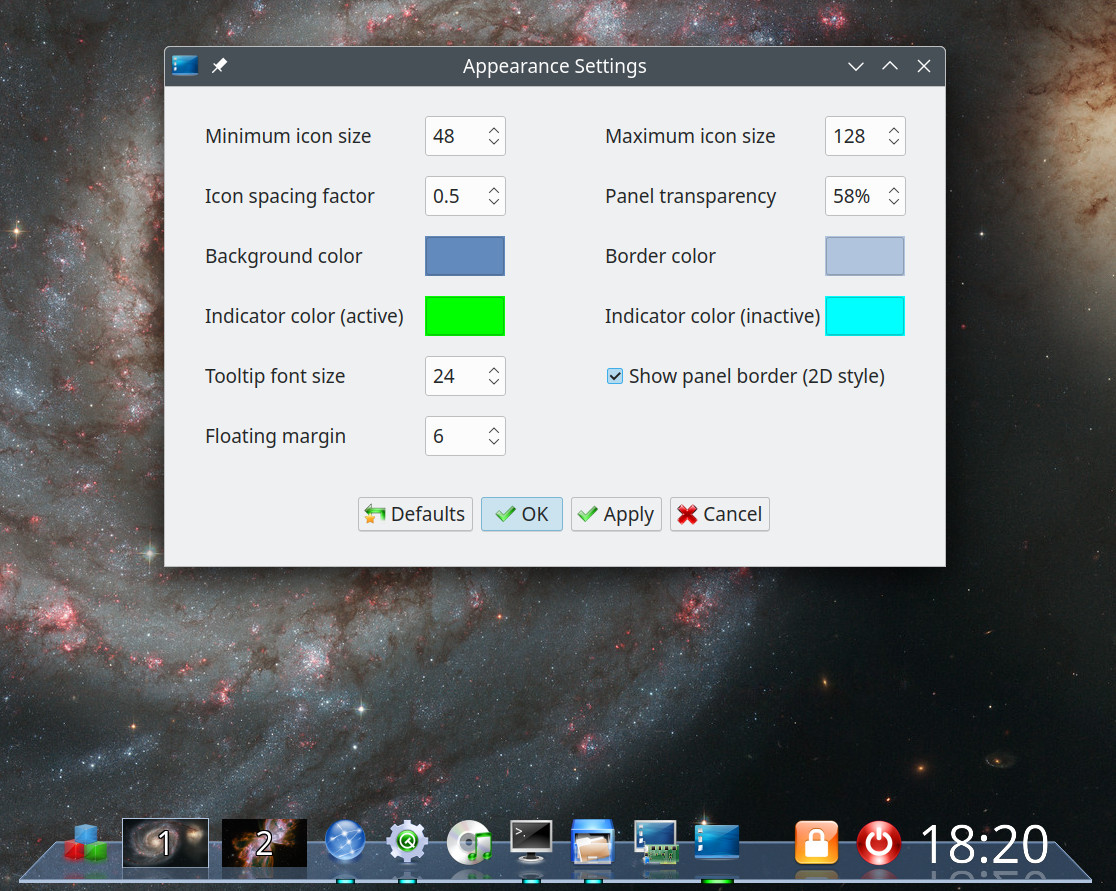 Appearance Settings
Minimum icon size 48 Maximum icon size 128
Icon spacing factor 0.5 Panel transparency 58%
Background color Border color
Indicator color (active) Indicator color (inactive)
Tooltip font size 24 Show panel border (2D style)
Floating margin 6
Defaults OK Apply Cancel
1 2 >_ 18:20